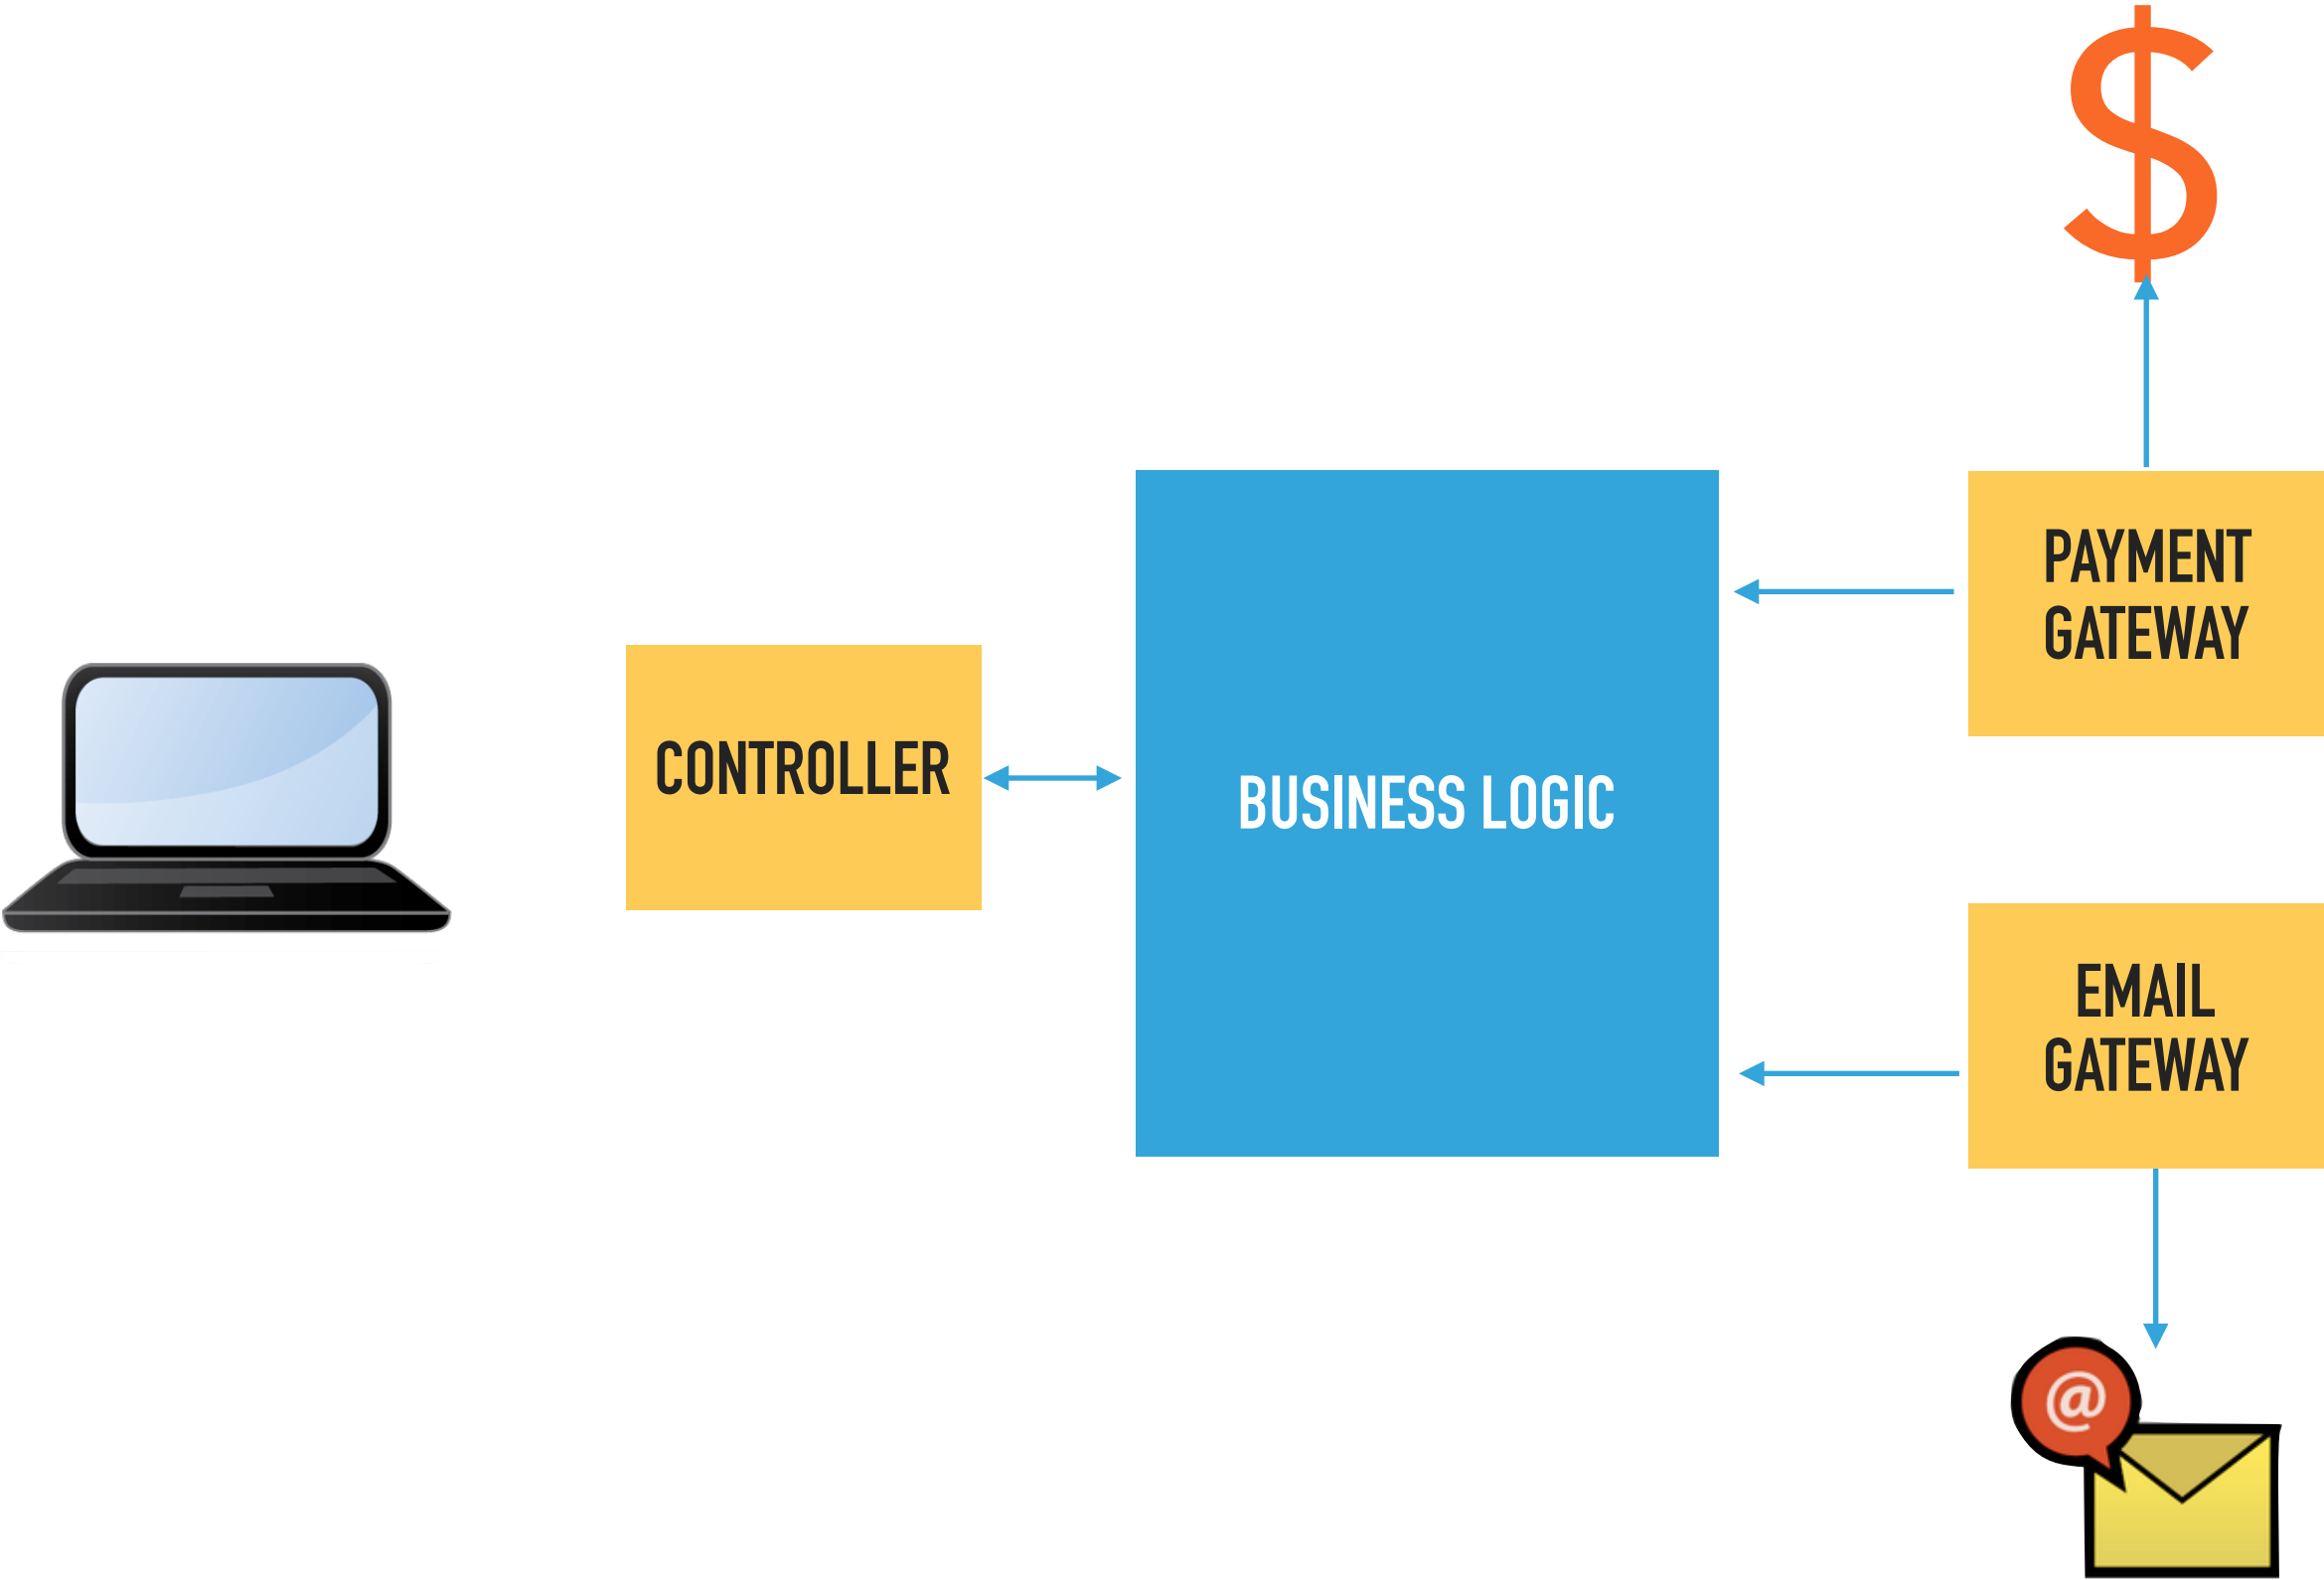 $
PAYMENT
GATEWAY
CONTROLLER
BUSINESS LOGIC
EMAIL
GATEWAY
@